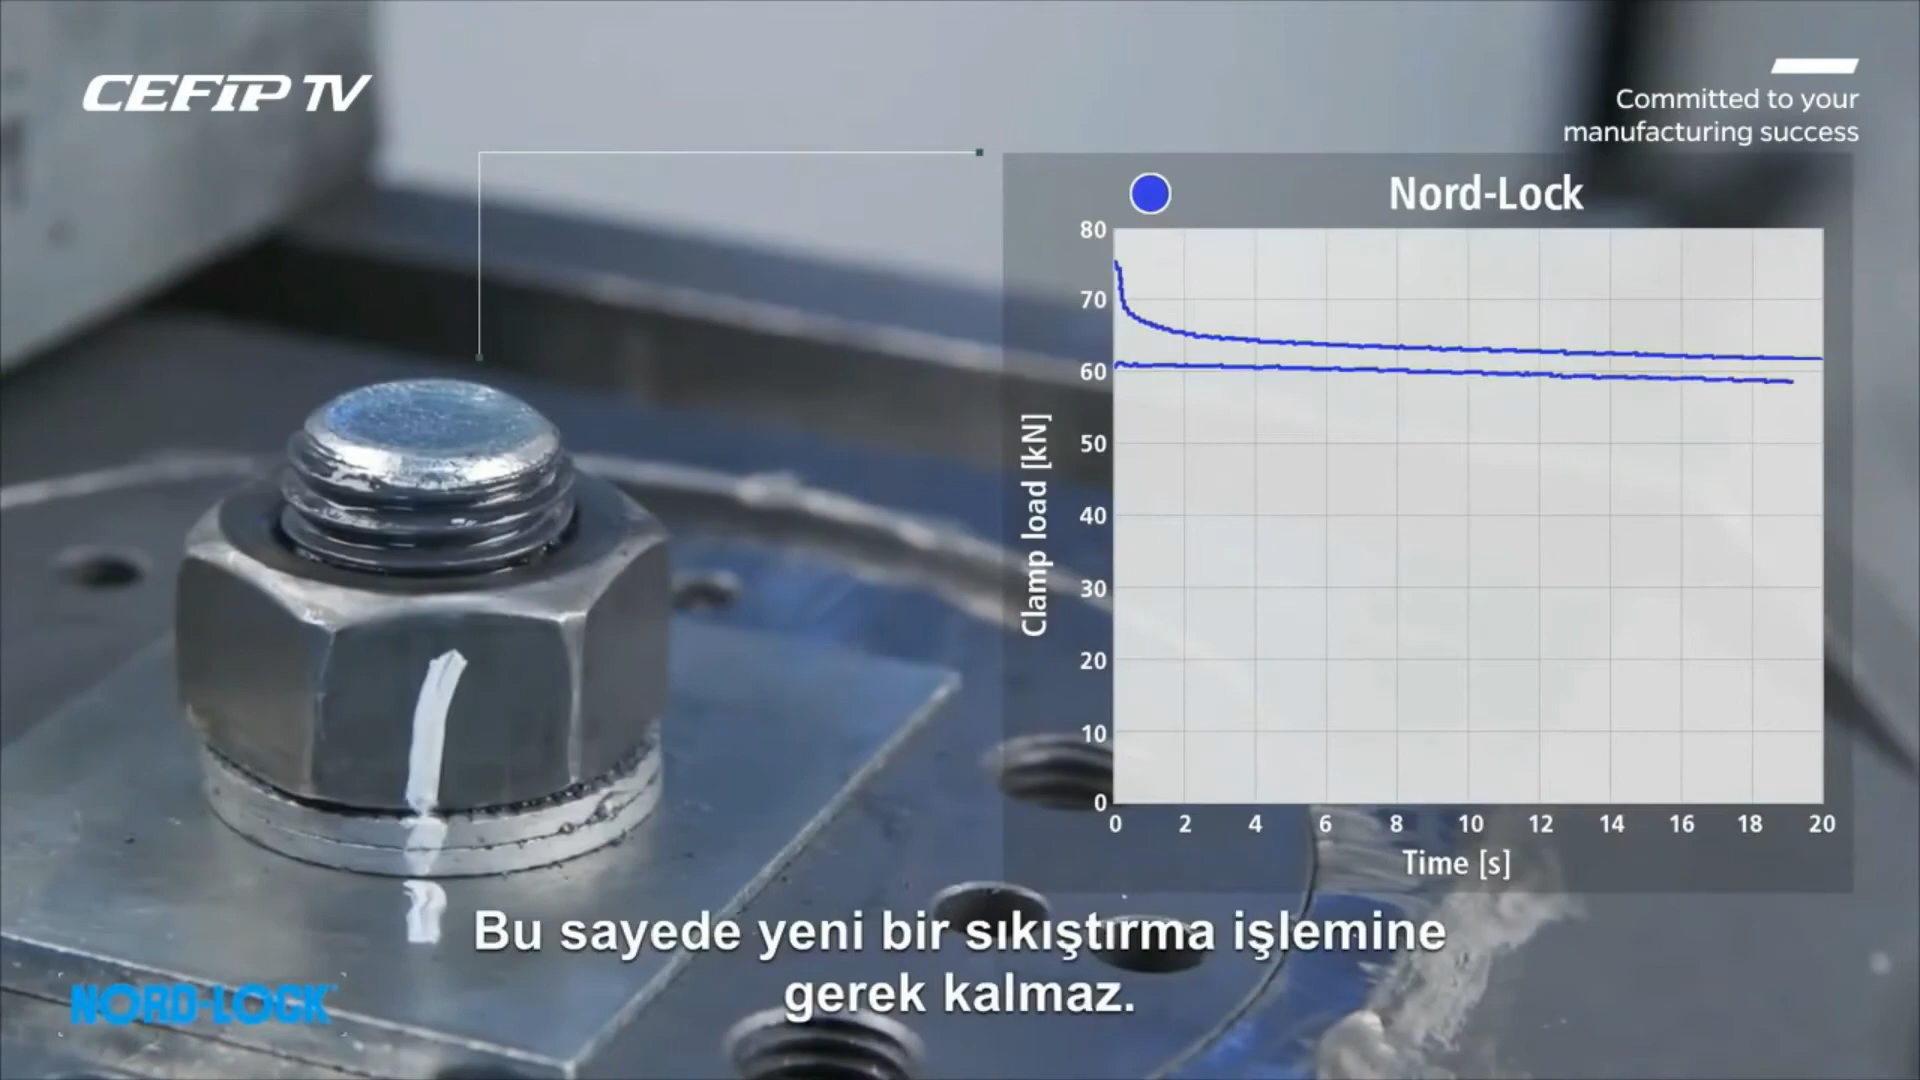 CEFiP TV
Committed to your
manufacturing success
Nord-Lock
80
70
60
50
40
30
20
10
0
Clamp load [kN]
0 2 4 6 8 10 12 14 16 18 20
Time [s]
Bu sayede yeni bir sıkıştırma işlemine
gerek kalmaz.
NORD-LOCK